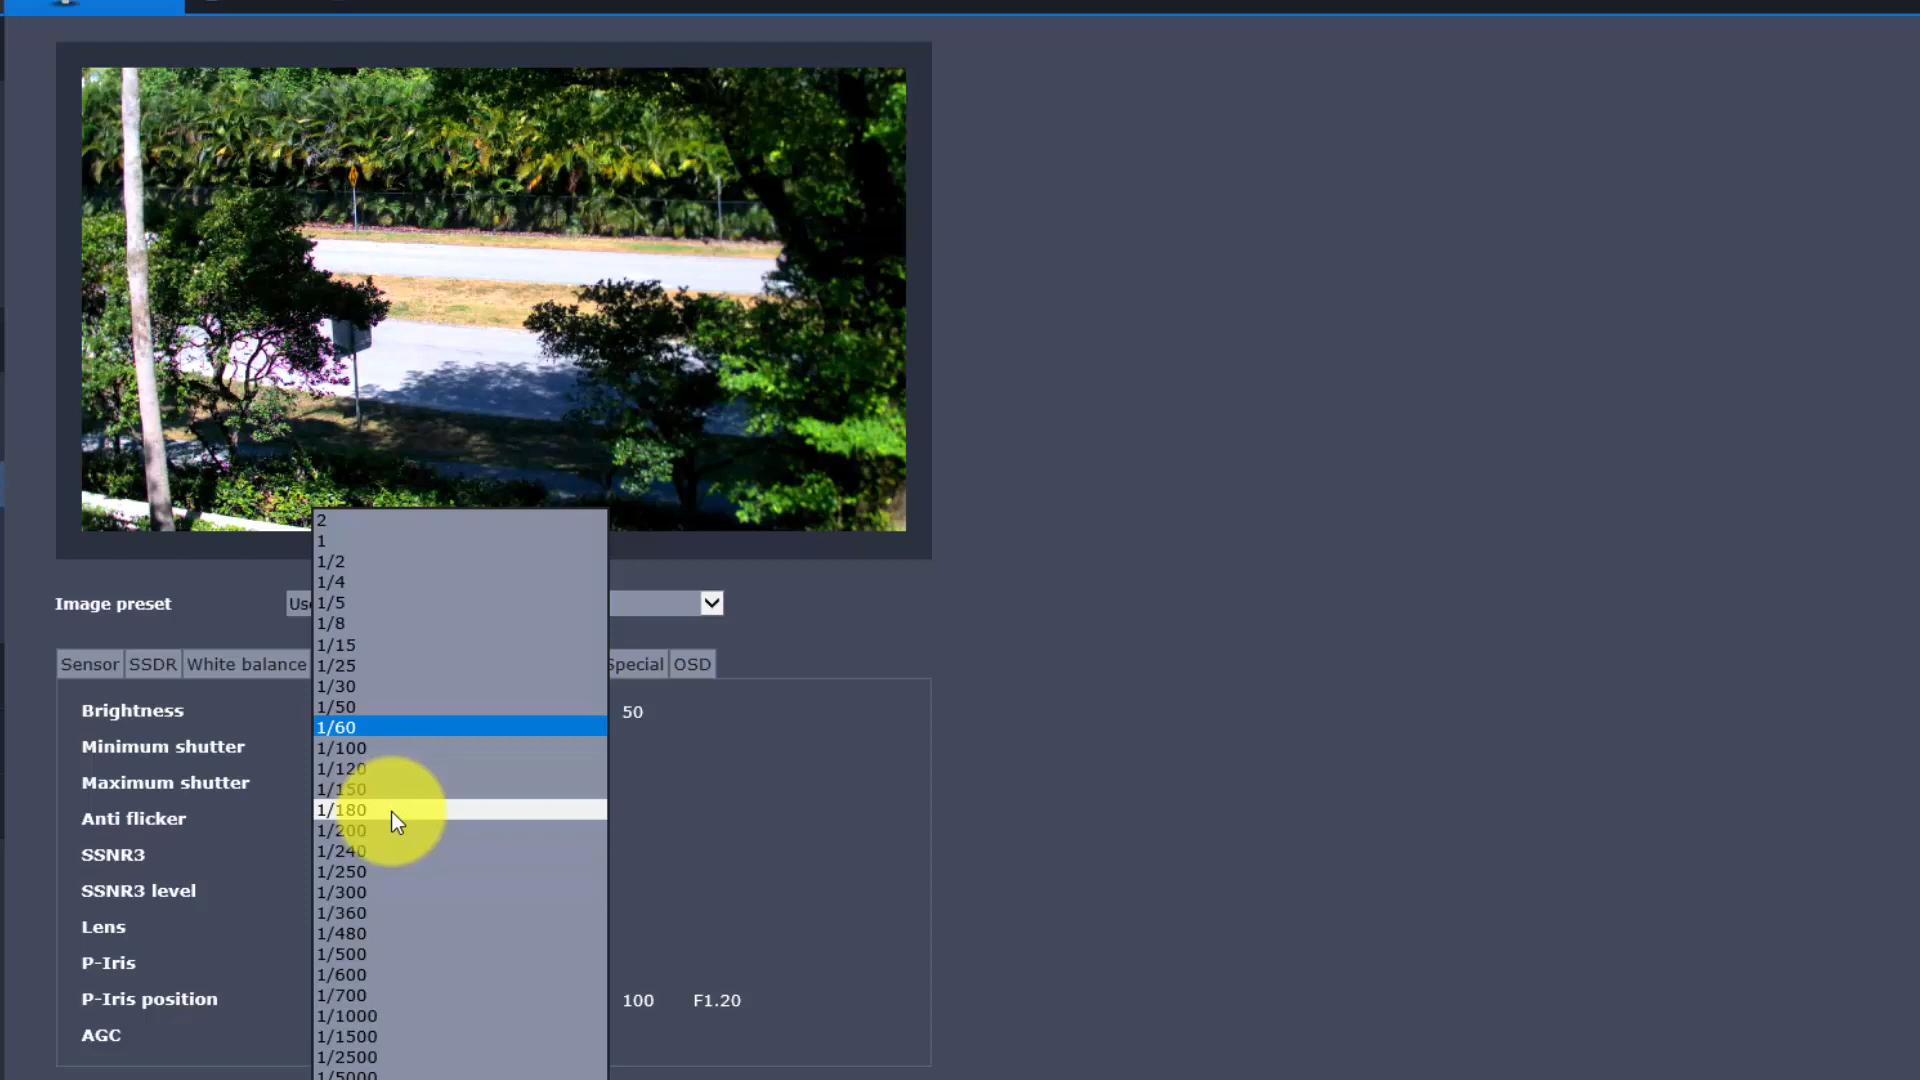 2
1
1/2
1/4
Image preset
1/5
1/8
1/15
Sensor SSDR White balance Special OSD
1/25
1/30
1/50
Brightness 50
1/60
Minimum shutter
1/100
1/120
Maximum shutter
1/150
1/180
Anti flicker
1/200
1/240
SSNR3
1/250
SSNR3 level
1/300
1/360
Lens
1/480
1/500
P-Iris
1/600
1/700
P-Iris position 100 F1.20
1/1000
AGC
1/1500
1/2500
1/5000